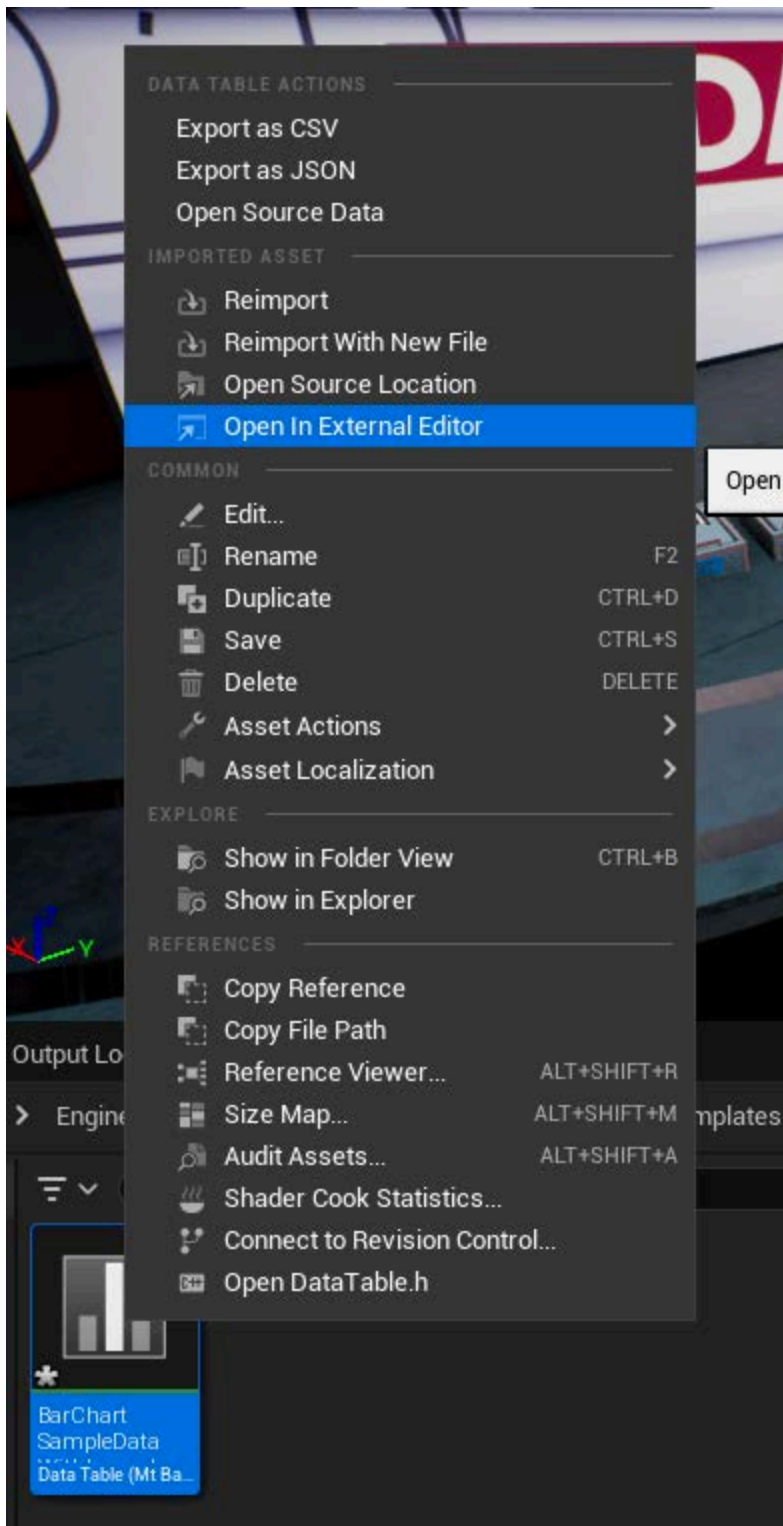 DA
DATA TABLE ACTIONS
Export as CSV
Export as JSON
Open Source Data
IMPORTED ASSET
Reimport
Reimport With New File
Open Source Location
Open In External Editor
Open
COMMON
Edit...
Rename F2
Duplicate CTRL+D
Save CTRL+S
Delete DELETE
Asset Actions
Asset Localization
EXPLORE
Show in Folder View CTRL+B
Show in Explorer
X Y
REFERENCES
Copy Reference
Copy File Path
Output Lo
Reference Viewer... ALT+SHIFT+R
Engine Size Map... ALT+SHIFT+M mplates
Audit Assets... ALT+SHIFT+A
Shader Cook Statistics...
Connect to Revision Control...
C++ Open DataTable.h
BarChart
SampleData
Data Table (Mt Ba...